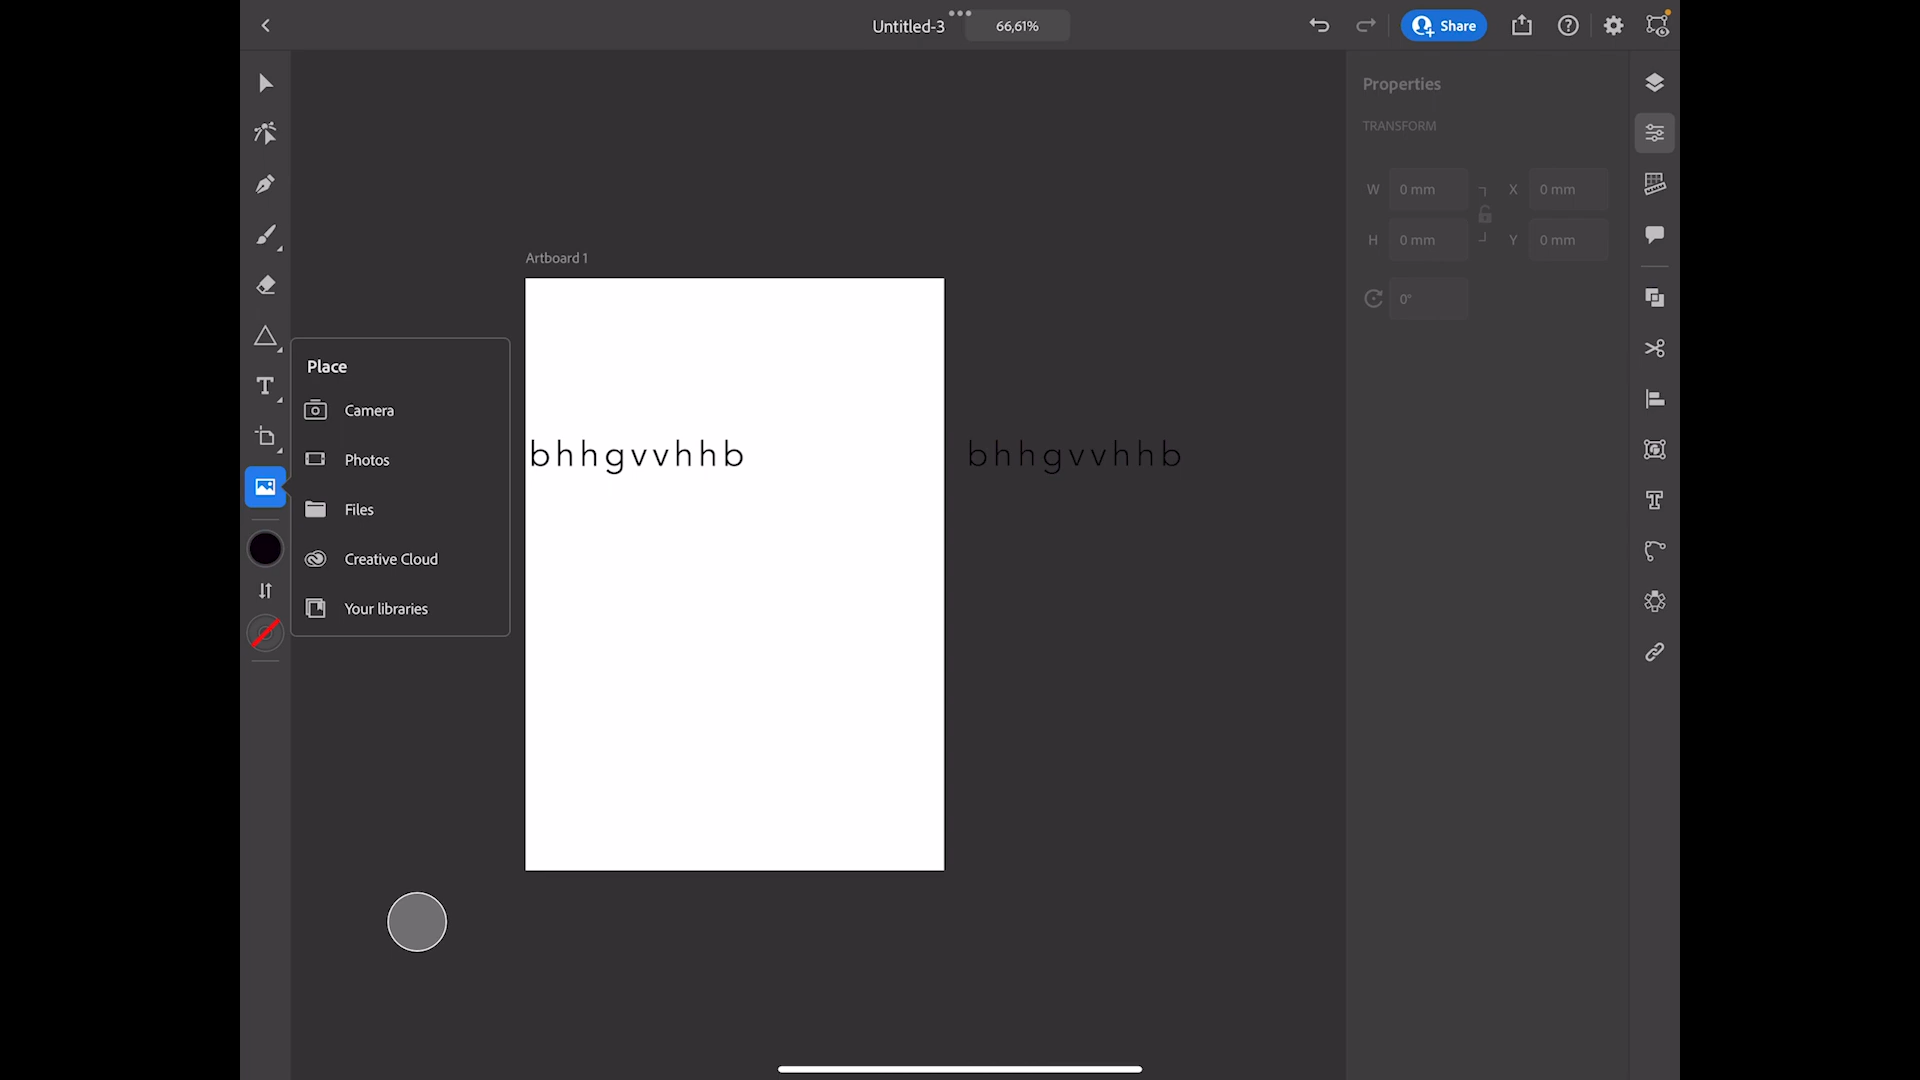 Untitled-3
66,61%
Share
Properties
TRANSFORM
W 0 mm X 0 mm
H 0 mm Y 0 mm
0°
Artboard 1
Place
Camera
Photos
Files
Creative Cloud
Your libraries
bhhgvvhhb bhhgvvhhb